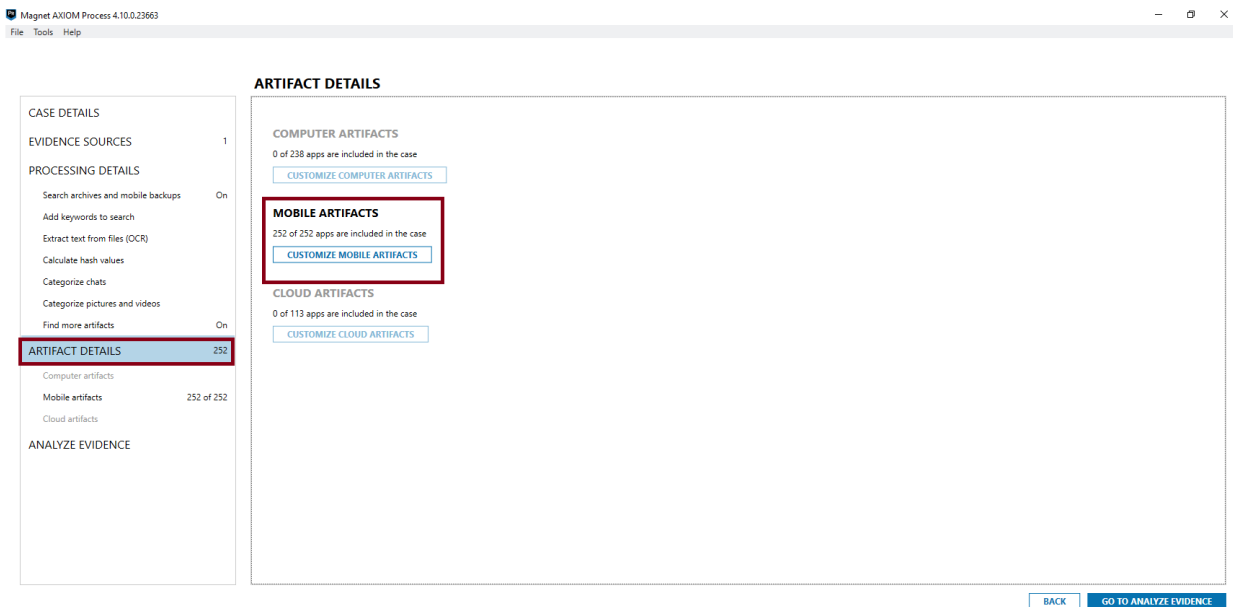 Magnet AXIOM Process 4.10.0.23663
File Tools Help
ARTIFACT DETAILS
CASE DETAILS
EVIDENCE SOURCES 1
PROCESSING DETAILS
Search archives and mobile backups On
Add keywords to search
Extract text from files (OCR)
Calculate hash values
Categorize chats
Categorize pictures and videos
Find more artifacts On
ARTIFACT DETAILS 252
Computer artifacts
Mobile artifacts 252 of 252
Cloud artifacts
ANALYZE EVIDENCE
COMPUTER ARTIFACTS
0 of 238 apps are included in the case
CUSTOMIZE COMPUTER ARTIFACTS
MOBILE ARTIFACTS
252 of 252 apps are included in the case
CUSTOMIZE MOBILE ARTIFACTS
CLOUD ARTIFACTS
0 of 113 apps are included in the case
CUSTOMIZE CLOUD ARTIFACTS
BACK GO TO ANALYZE EVIDENCE